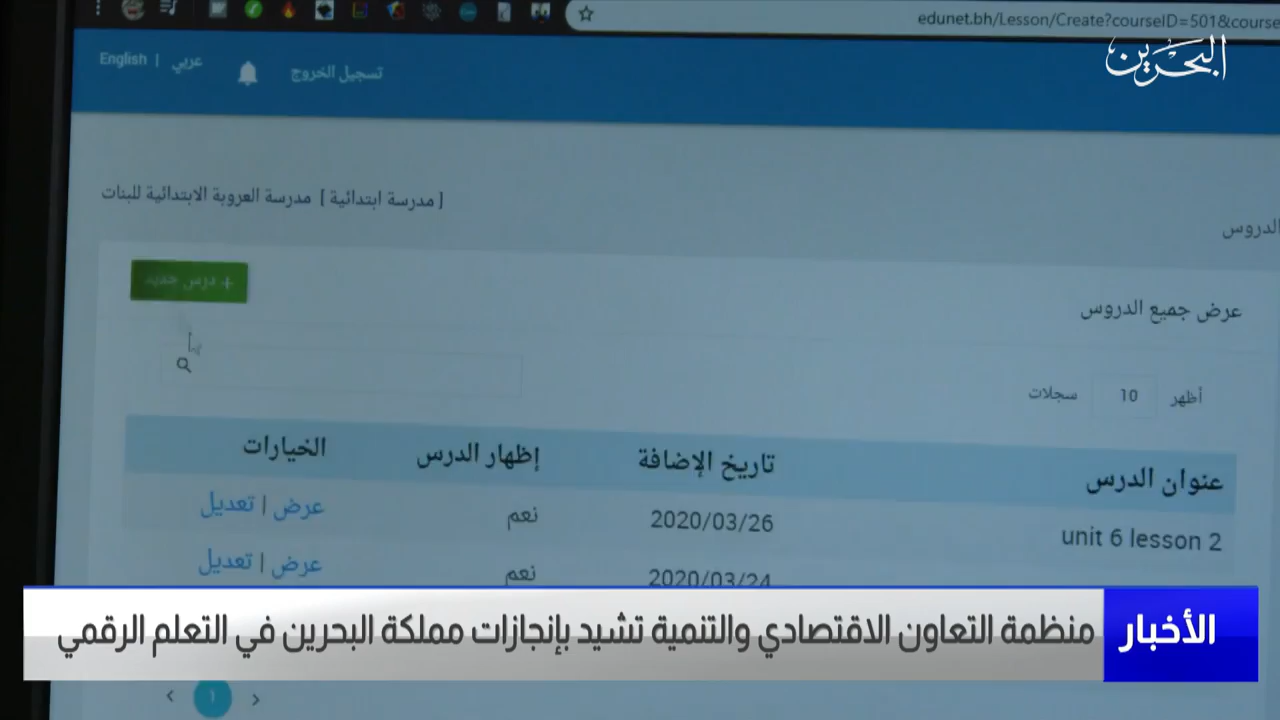 edunet.bh/Lesson/Create?courseID=501&course
البحرين
English | عربي
تسجيل الخروج
[ مدرسة ابتدائية ] مدرسة العروبة الابتدائية للبنات
الدروس
+ درس جديد
عرض جميع الدروس
أظهر 10 سجلات
عنوان الدرس تاريخ الإضافة إظهار الدرس الخيارات
unit 6 lesson 2 2020/03/26 نعم عرض | تعديل
2020/03/24 نعم عرض | تعديل
الأخبار
منظمة التعاون الاقتصادي والتنمية تشيد بإنجازات مملكة البحرين في التعلم الرقمي
< ١ >